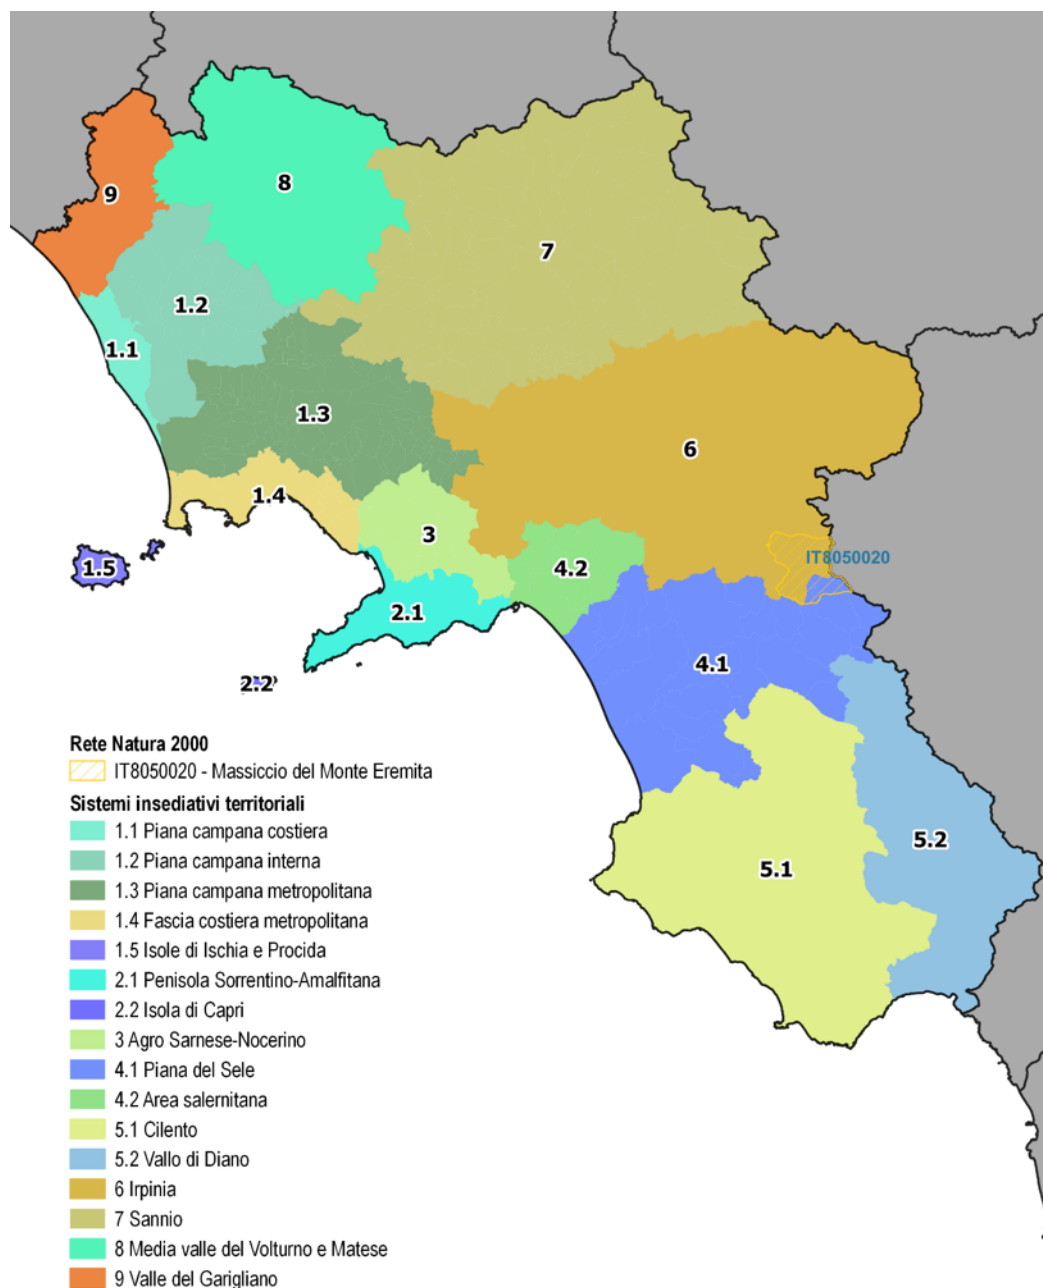 9
8
7
1.2
1.1
1.3
6
1.4
3
IT8050020
1.5
4.2
2.1
4.1
2.2
Rete Natura 2000
IT8050020 - Massiccio del Monte Eremita
Sistemi insediativi territoriali
1.1 Piana campana costiera
1.2 Piana campana interna
5.2
1.3 Piana campana metropolitana
5.1
1.4 Fascia costiera metropolitana
1.5 Isole di Ischia e Procida
2.1 Penisola Sorrentino-Amalfitana
2.2 Isola di Capri
3 Agro Sarnese-Nocerino
4.1 Piana del Sele
4.2 Area salernitana
5.1 Cilento
5.2 Vallo di Diano
6 Irpinia
7 Sannio
8 Media valle del Volturno e Matese
9 Valle del Garigliano